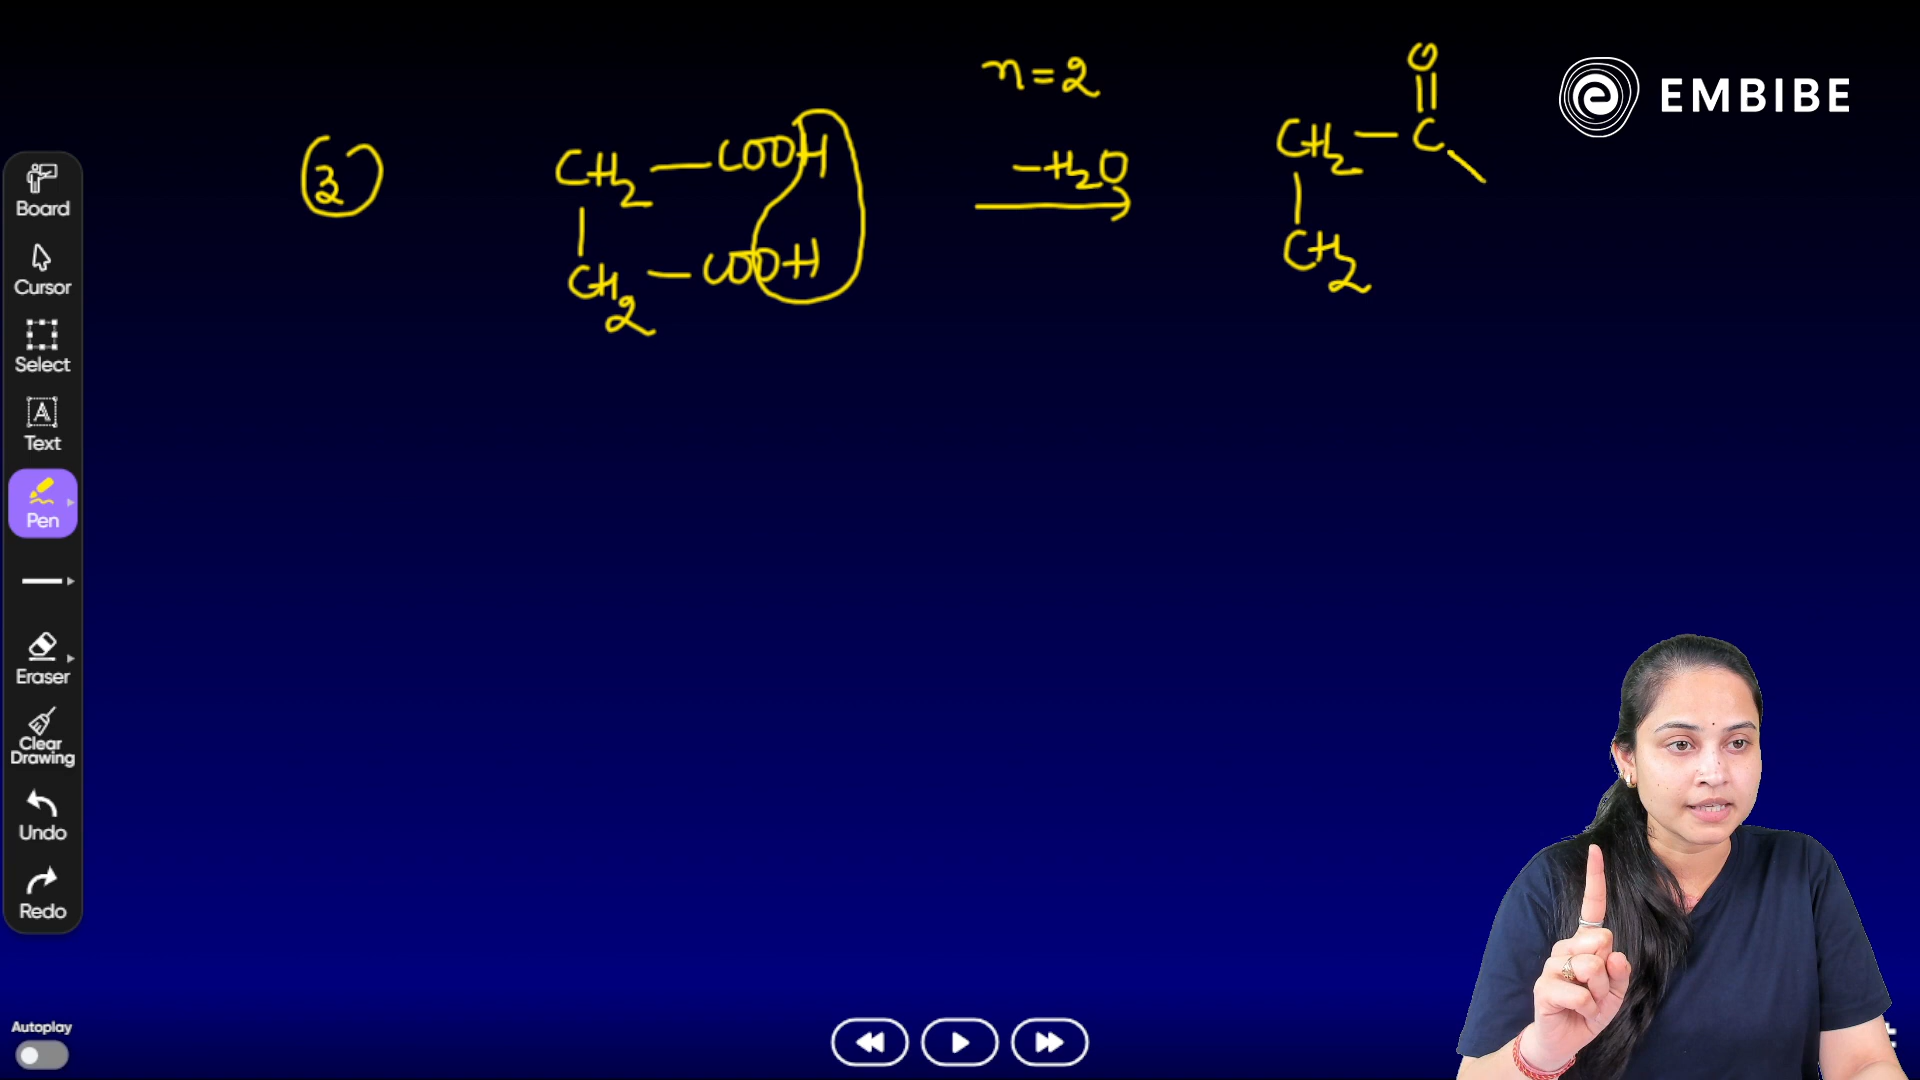 EMBIBE
n=2
O
||
③ CH₂—COOH −H₂O CH₂—C
| |
CH₂—COOH CH₂
Board
Cursor
Select
Text
Pen
Eraser
Clear
Drawing
Undo
Redo
Autoplay